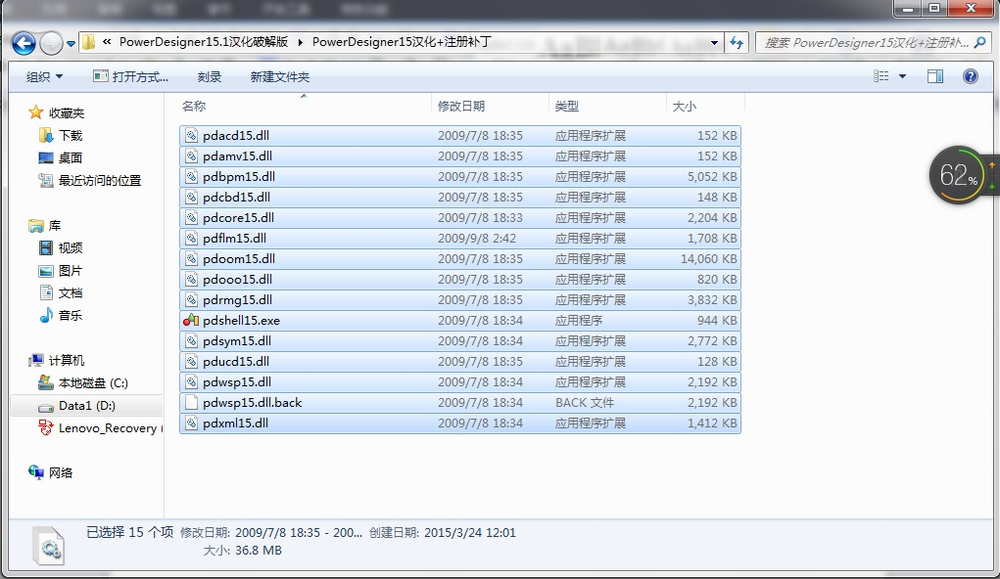 « PowerDesigner15.1汉化破解版 ▸ PowerDesigner15汉化+注册补丁
搜索 PowerDesigner15汉化+注册补...
组织 打开方式... 刻录 新建文件夹
收藏夹
下载
桌面
最近访问的位置
库
视频
图片
文档
音乐
计算机
本地磁盘 (C:)
Data1 (D:)
Lenovo_Recovery (
网络
名称 修改日期 类型 大小
pdacd15.dll 2009/7/8 18:35 应用程序扩展 152 KB
pdamv15.dll 2009/7/8 18:35 应用程序扩展 152 KB
pdbpm15.dll 2009/7/8 18:35 应用程序扩展 5,052 KB
pdcbd15.dll 2009/7/8 18:35 应用程序扩展 148 KB
pdcore15.dll 2009/7/8 18:33 应用程序扩展 2,204 KB
pdflm15.dll 2009/9/8 2:42 应用程序扩展 1,708 KB
pdoom15.dll 2009/7/8 18:35 应用程序扩展 14,060 KB
pdooo15.dll 2009/7/8 18:35 应用程序扩展 820 KB
pdrmg15.dll 2009/7/8 18:35 应用程序扩展 3,832 KB
pdshell15.exe 2009/7/8 18:34 应用程序 944 KB
pdsym15.dll 2009/7/8 18:34 应用程序扩展 2,772 KB
pducd15.dll 2009/7/8 18:35 应用程序扩展 128 KB
pdwsp15.dll 2009/7/8 18:34 应用程序扩展 2,192 KB
pdwsp15.dll.back 2009/7/8 18:34 BACK 文件 2,192 KB
pdxml15.dll 2009/7/8 18:34 应用程序扩展 1,412 KB
62%
已选择 15 个项 修改日期: 2009/7/8 18:35 - 200... 创建日期: 2015/3/24 12:01
大小: 36.8 MB